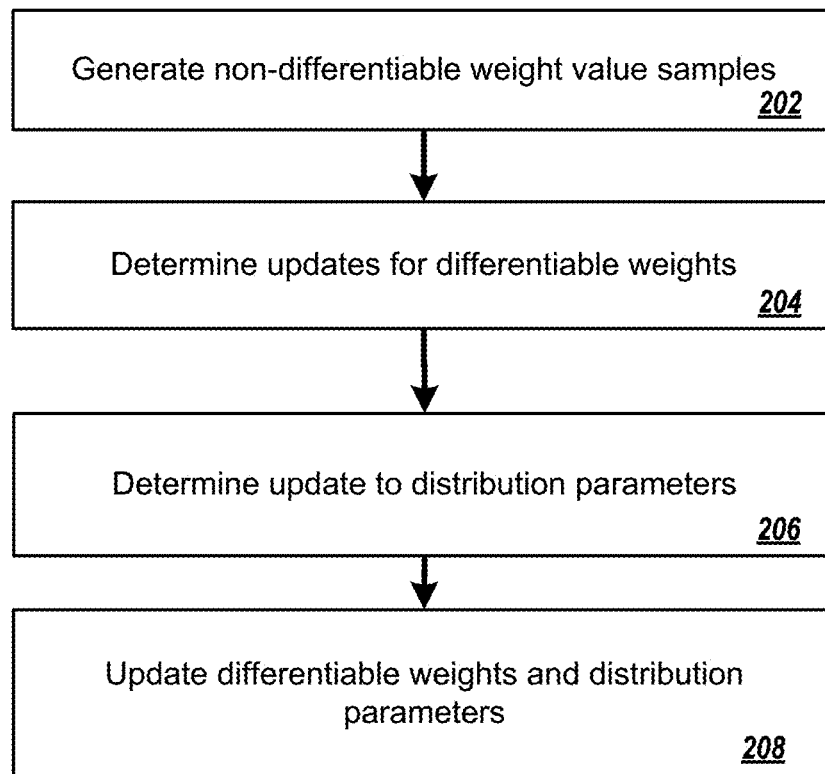 Generate non-differentiable weight value samples
202
Determine updates for differentiable weights
204
Determine update to distribution parameters
206
Update differentiable weights and distribution
parameters
208